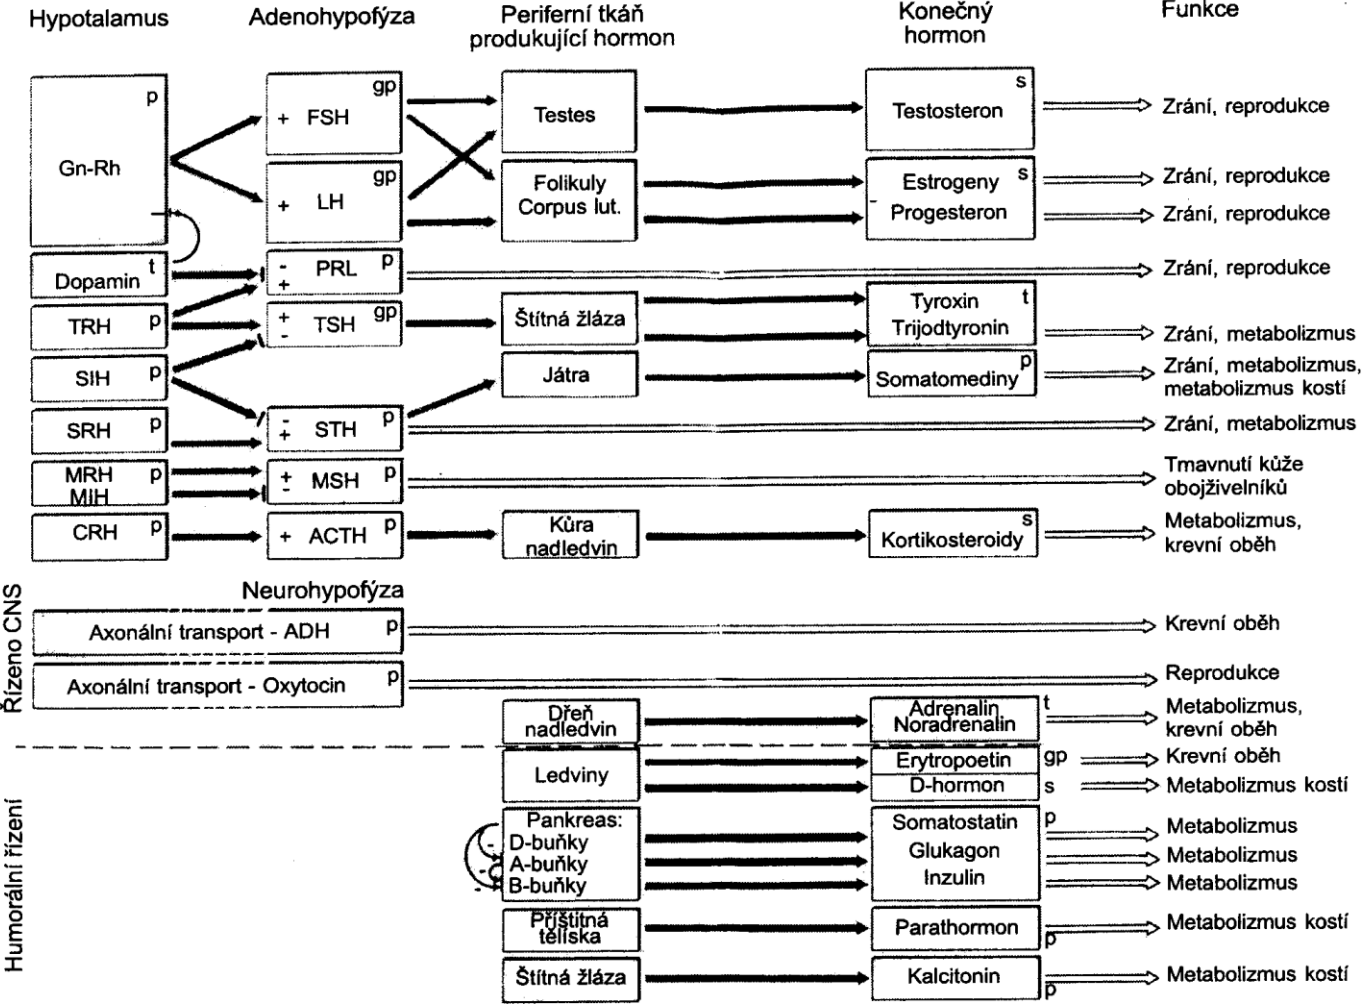 Hypotalamus
Adenohypofýza
Periferní tkáň
produkující hormon
Konečný
hormon
Funkce
p
Gn-Rh
gp
+ FSH
Testes
s
Testosteron
Zrání, reprodukce
gp
+ LH
Folikuly
Corpus lut.
Estrogeny s
- Progesteron
Zrání, reprodukce
Zrání, reprodukce
t
Dopamin
- PRL p
+
Zrání, reprodukce
TRH p
+ TSH gp
-
Štítná žláza
Tyroxin t
Trijodtyronin
Zrání, metabolizmus
SIH p
Játra
p
Somatomediny
Zrání, metabolizmus,
metabolizmus kostí
SRH p
- STH p
+
Zrání, metabolizmus
MRH p
MIH
+ MSH p
-
Tmavnutí kůže
obojživelníků
CRH p
+ ACTH p
Kůra
nadledvin
s
Kortikosteroidy
Metabolizmus,
krevní oběh
Řízeno CNS
Neurohypofýza
Axonální transport - ADH p
Krevní oběh
Axonální transport - Oxytocin p
Reprodukce
Dřeň
nadledvin
Adrenalin t
Noradrenalin
Metabolizmus,
krevní oběh
Humorální řízení
Ledviny
Erytropoetin gp
Krevní oběh
D-hormon s
Metabolizmus kostí
Pankreas:
- D-buňky
- A-buňky
- B-buňky
Somatostatin p
Glukagon
Inzulin
Metabolizmus
Metabolizmus
Metabolizmus
Příštitná
tělíska
Parathormon
p
Metabolizmus kostí
Štítná žláza
Kalcitonin
p
Metabolizmus kostí